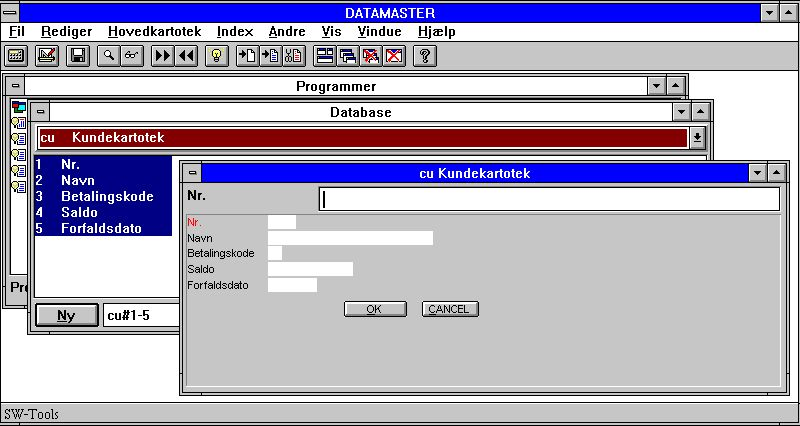 DATAMASTER
Fil Rediger Hovedkartotek Index Andre Vis Vindue Hjælp
Programmer
Database
cu Kundekartotek
1 Nr.
2 Navn
3 Betalingskode
4 Saldo
5 Forfaldsdato
Pr
Ny cu#1-5
cu Kundekartotek
Nr.
Nr.
Navn
Betalingskode
Saldo
Forfaldsdato
OK CANCEL
SW-Tools